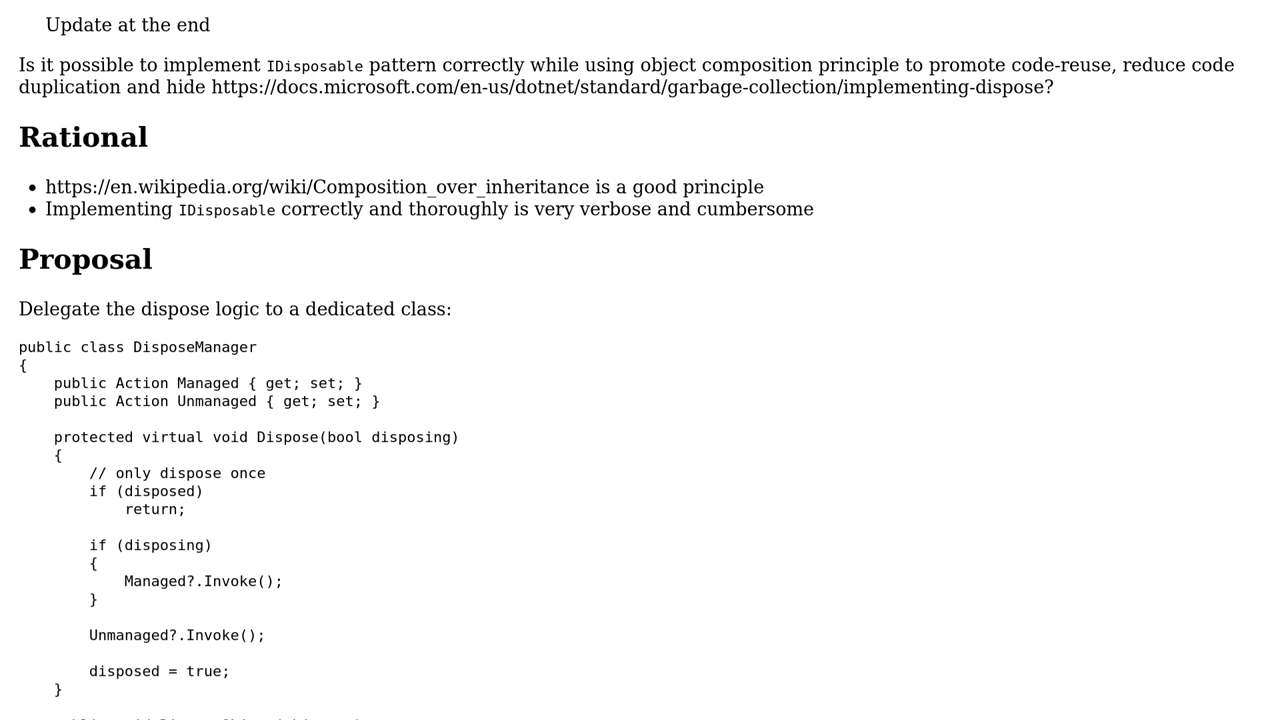 Update at the end
Is it possible to implement IDisposable pattern correctly while using object composition principle to promote code-reuse, reduce code
duplication and hide https://docs.microsoft.com/en-us/dotnet/standard/garbage-collection/implementing-dispose?
Rational
• https://en.wikipedia.org/wiki/Composition_over_inheritance is a good principle
• Implementing IDisposable correctly and thoroughly is very verbose and cumbersome
Proposal
Delegate the dispose logic to a dedicated class:
public class DisposeManager
{
    public Action Managed { get; set; }
    public Action Unmanaged { get; set; }
    protected virtual void Dispose(bool disposing)
    {
        // only dispose once
        if (disposed)
            return;
        if (disposing)
        {
            Managed?.Invoke();
        }
        Unmanaged?.Invoke();
        disposed = true;
    }